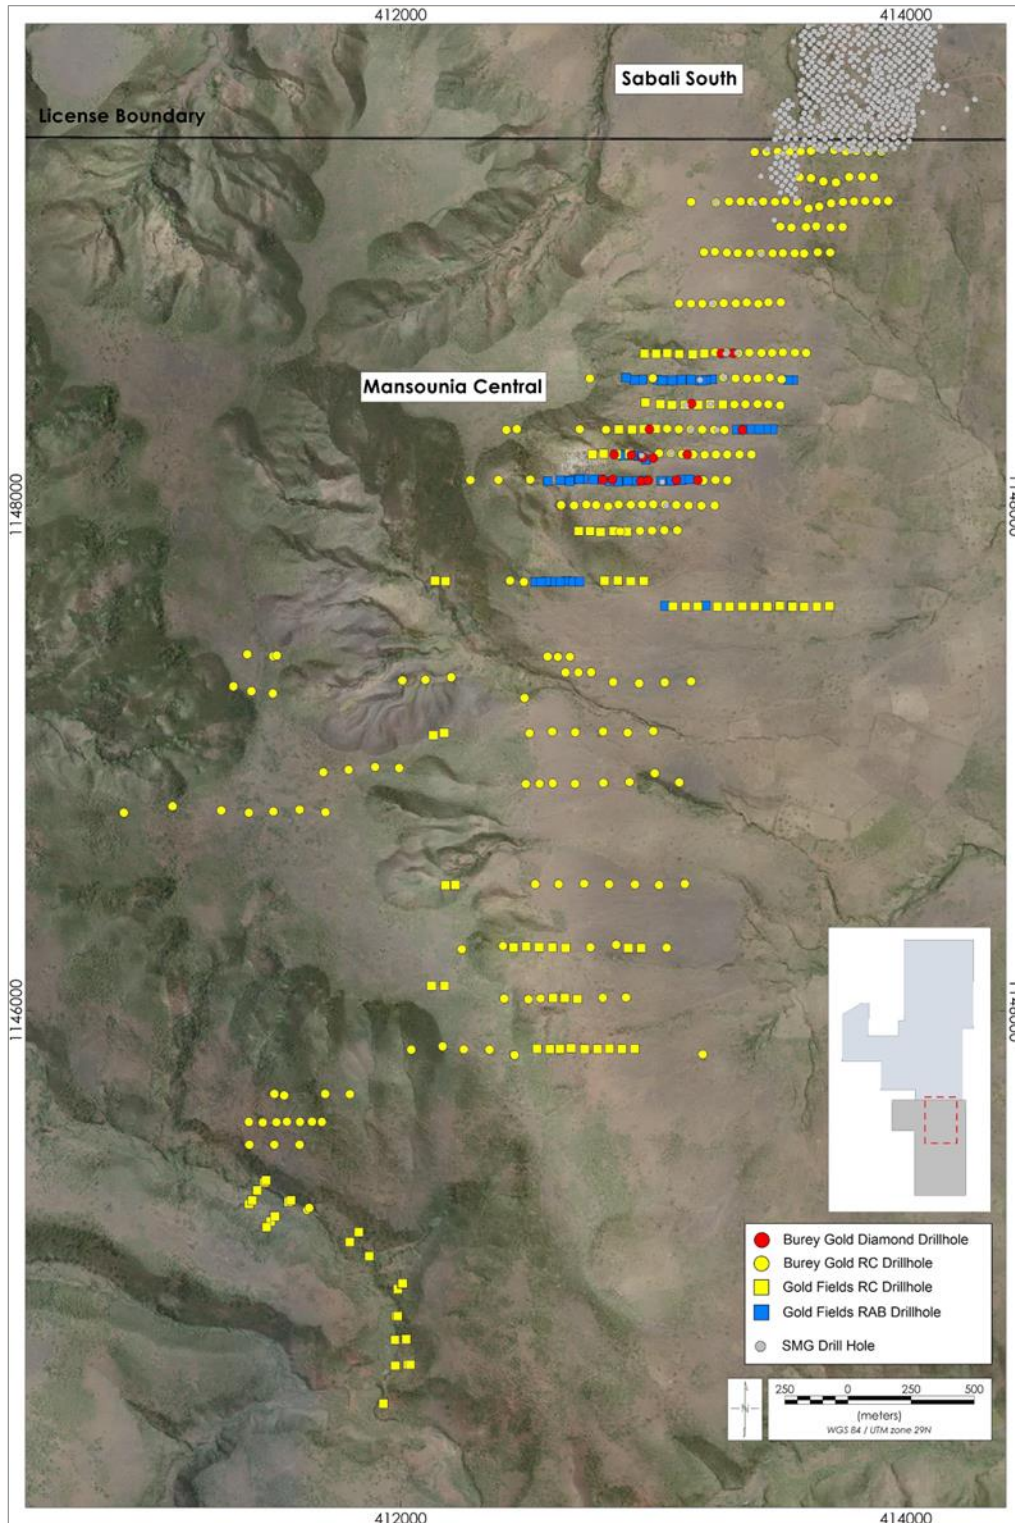 412000
414000
Sabali South
License Boundary
Mansounia Central
1148000
1148000
1146000
1146000
Burey Gold Diamond Drillhole
Burey Gold RC Drillhole
Gold Fields RC Drillhole
Gold Fields RAB Drillhole
SMG Drill Hole
250 0 250 500
(meters)
WGS 84 / UTM zone 29N
N
412000
414000